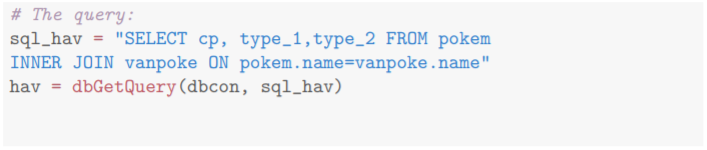 # The query:
sql_hav = "SELECT cp, type_1,type_2 FROM pokem
INNER JOIN vanpoke ON pokem.name=vanpoke.name"
hav = dbGetQuery(dbcon, sql_hav)